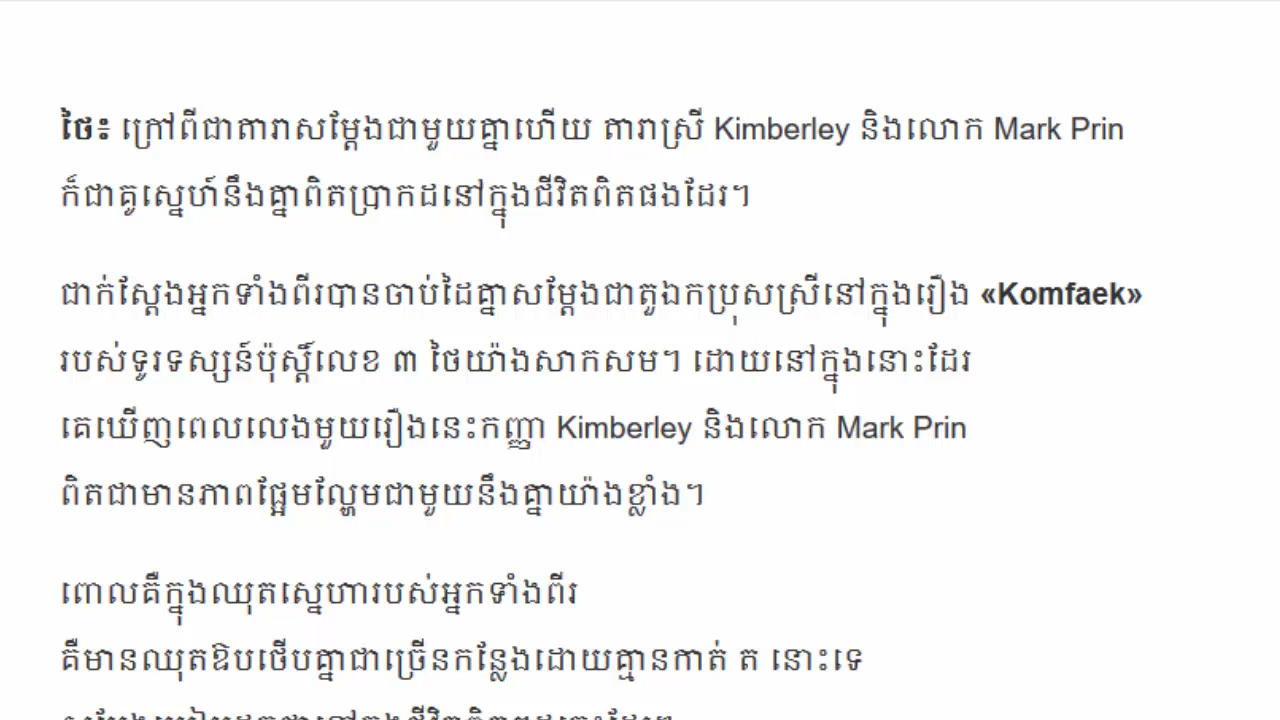 ថៃ៖ ក្រៅពីជាតារាសម្ដែងជាមួយគ្នាហើយ តារាស្រី Kimberley និងលោក Mark Prin
ក៏ជាគូស្នេហ៍នឹងគ្នាពិតប្រាកដនៅក្នុងជីវិតពិតផងដែរ។
ជាក់ស្ដែងអ្នកទាំងពីរបានចាប់ដៃគ្នាសម្ដែងជាតួឯកប្រុសស្រីនៅក្នុងរឿង «Komfaek»
របស់ទូរទស្សន៍ប៉ុស្តិ៍លេខ ៣ ថៃយ៉ាងសាកសម។ ដោយនៅក្នុងនោះដែរ
គេឃើញពេលលេងមួយរឿងនេះកញ្ញា Kimberley និងលោក Mark Prin
ពិតជាមានភាពផ្អែមល្ហែមជាមួយនឹងគ្នាយ៉ាងខ្លាំង។
ពោលគឺក្នុងឈុតស្នេហារបស់អ្នកទាំងពីរ
គឺមានឈុតឱបថើបគ្នាជាច្រើនកន្លែងដោយគ្មានកាត់ ត នោះទេ